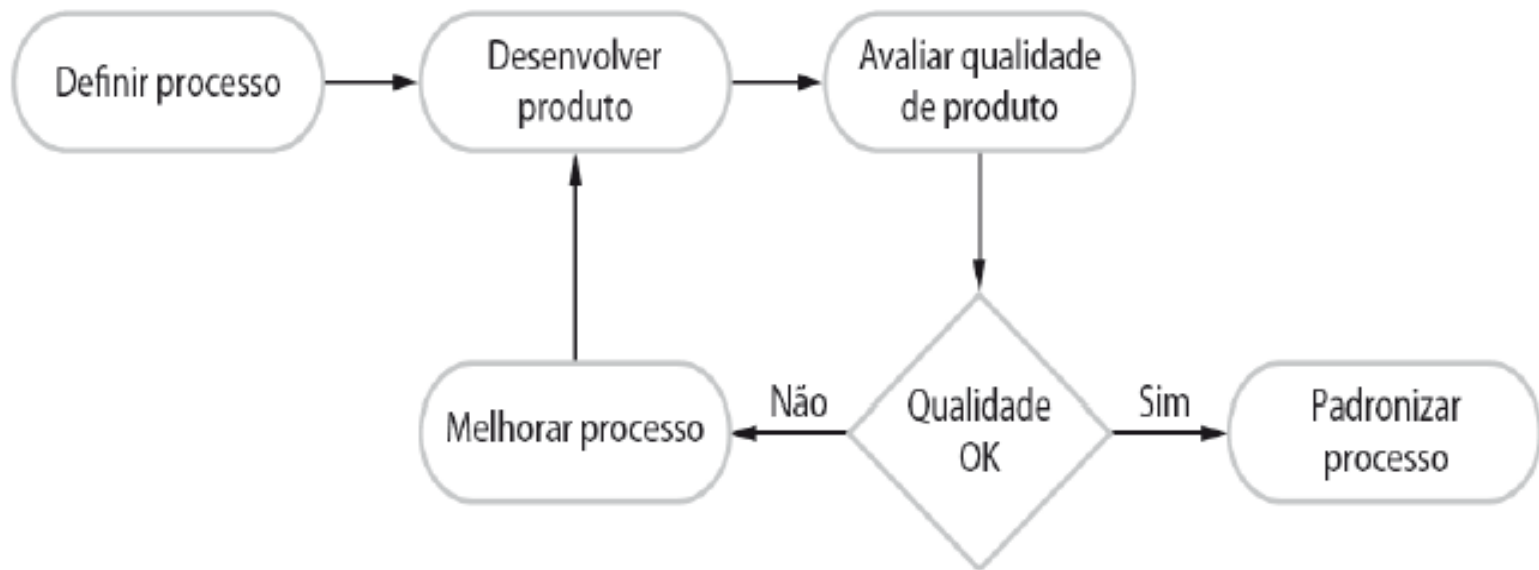 Definir processo
Desenvolver
produto
Avaliar qualidade
de produto
Melhorar processo
Não
Qualidade
OK
Sim
Padronizar
processo